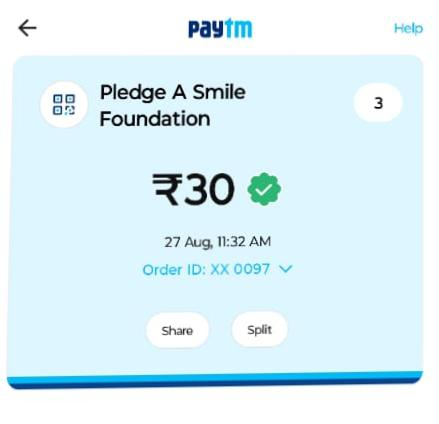 paytm
Help
Pledge A Smile
Foundation
3
₹30
27 Aug, 11:32 AM
Order ID: XX 0097
Share
Split